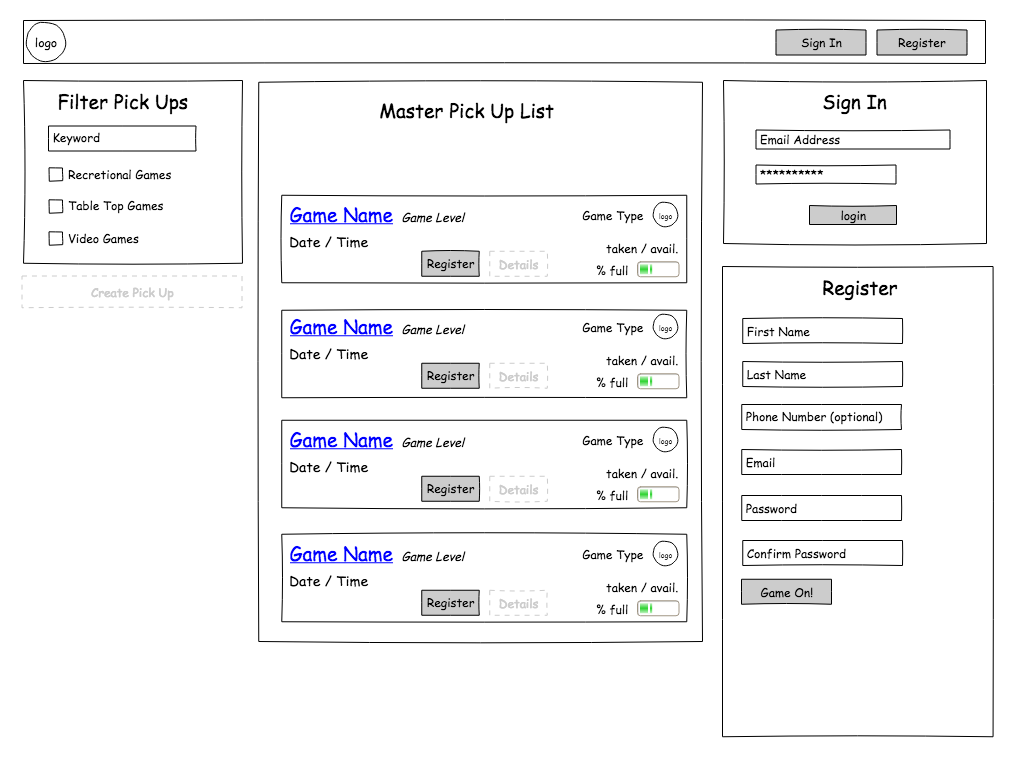 logo
Sign In
Register
Filter Pick Ups
Keyword
Recretional Games
Table Top Games
Video Games
Create Pick Up
Master Pick Up List
Game Name Game Level Game Type logo
Date / Time taken / avail.
Register Details % full
Game Name Game Level Game Type logo
Date / Time taken / avail.
Register Details % full
Game Name Game Level Game Type logo
Date / Time taken / avail.
Register Details % full
Game Name Game Level Game Type logo
Date / Time taken / avail.
Register Details % full
Sign In
Email Address
**********
login
Register
First Name
Last Name
Phone Number (optional)
Email
Password
Confirm Password
Game On!